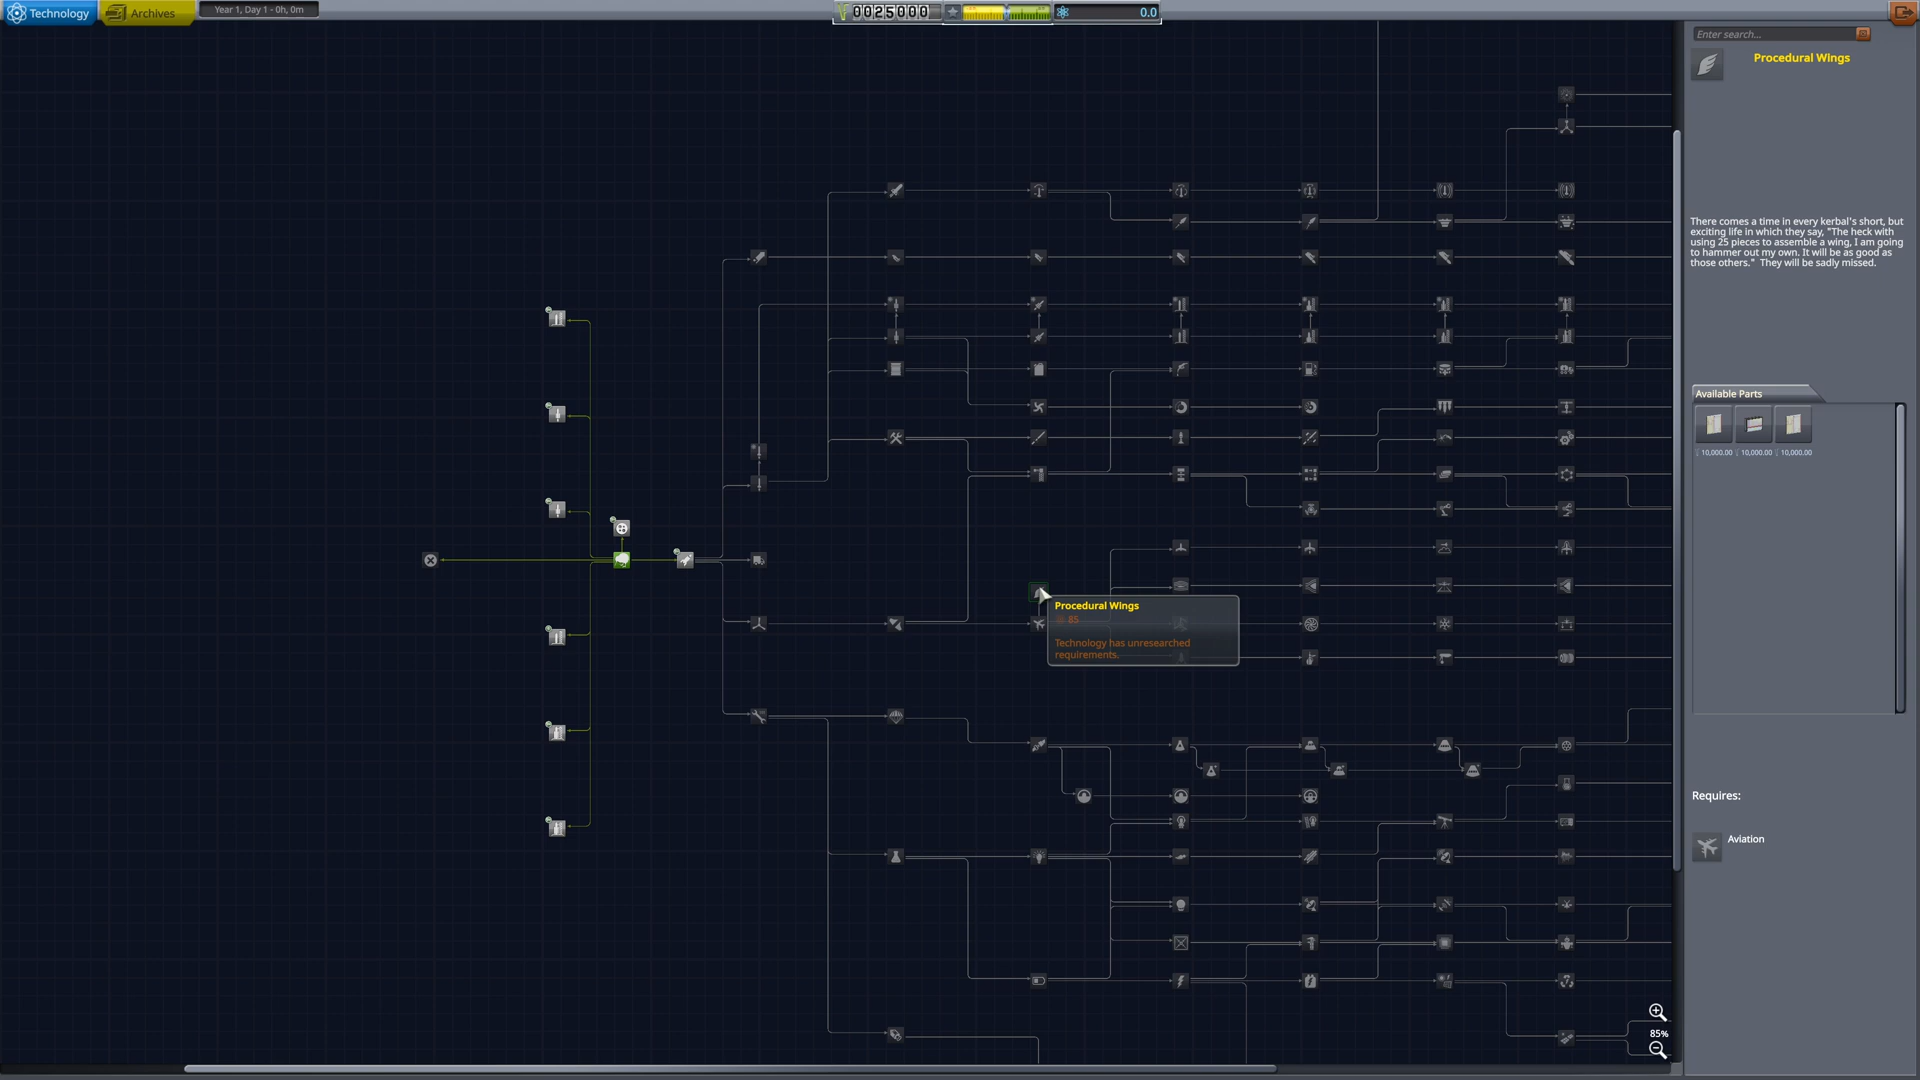 Technology
Archives
Year 1, Day 1 - 0h, 0m
0025000
0.0
Enter search...
Procedural Wings
There comes a time in every kerbal's short, but
exciting life in which they say, "The heck with
using 25 pieces to assemble a wing, I am going
to hammer out my own. It will be as good as
those others." They will be sadly missed.
Available Parts
10,000.00 10,000.00 10,000.00
Procedural Wings
85
Technology has unresearched
requirements.
Requires:
Aviation
85%